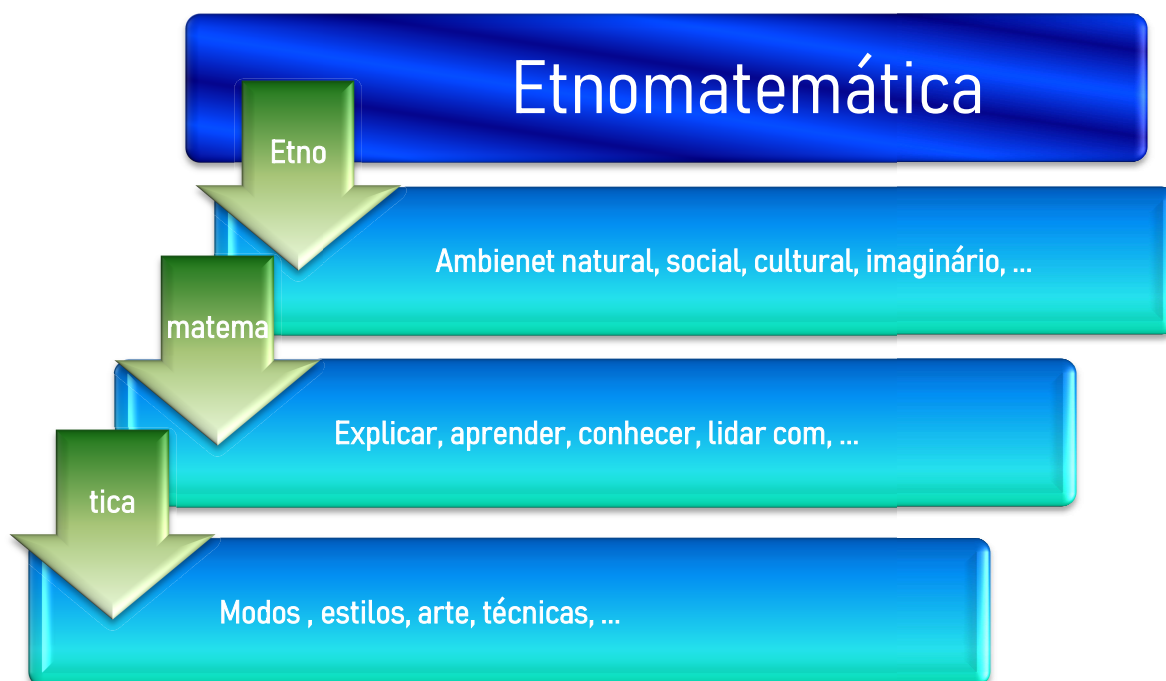 Etnomatemática
Etno
Ambienet natural, social, cultural, imaginário, ...
matema
Explicar, aprender, conhecer, lidar com, ...
tica
Modos , estilos, arte, técnicas, ...